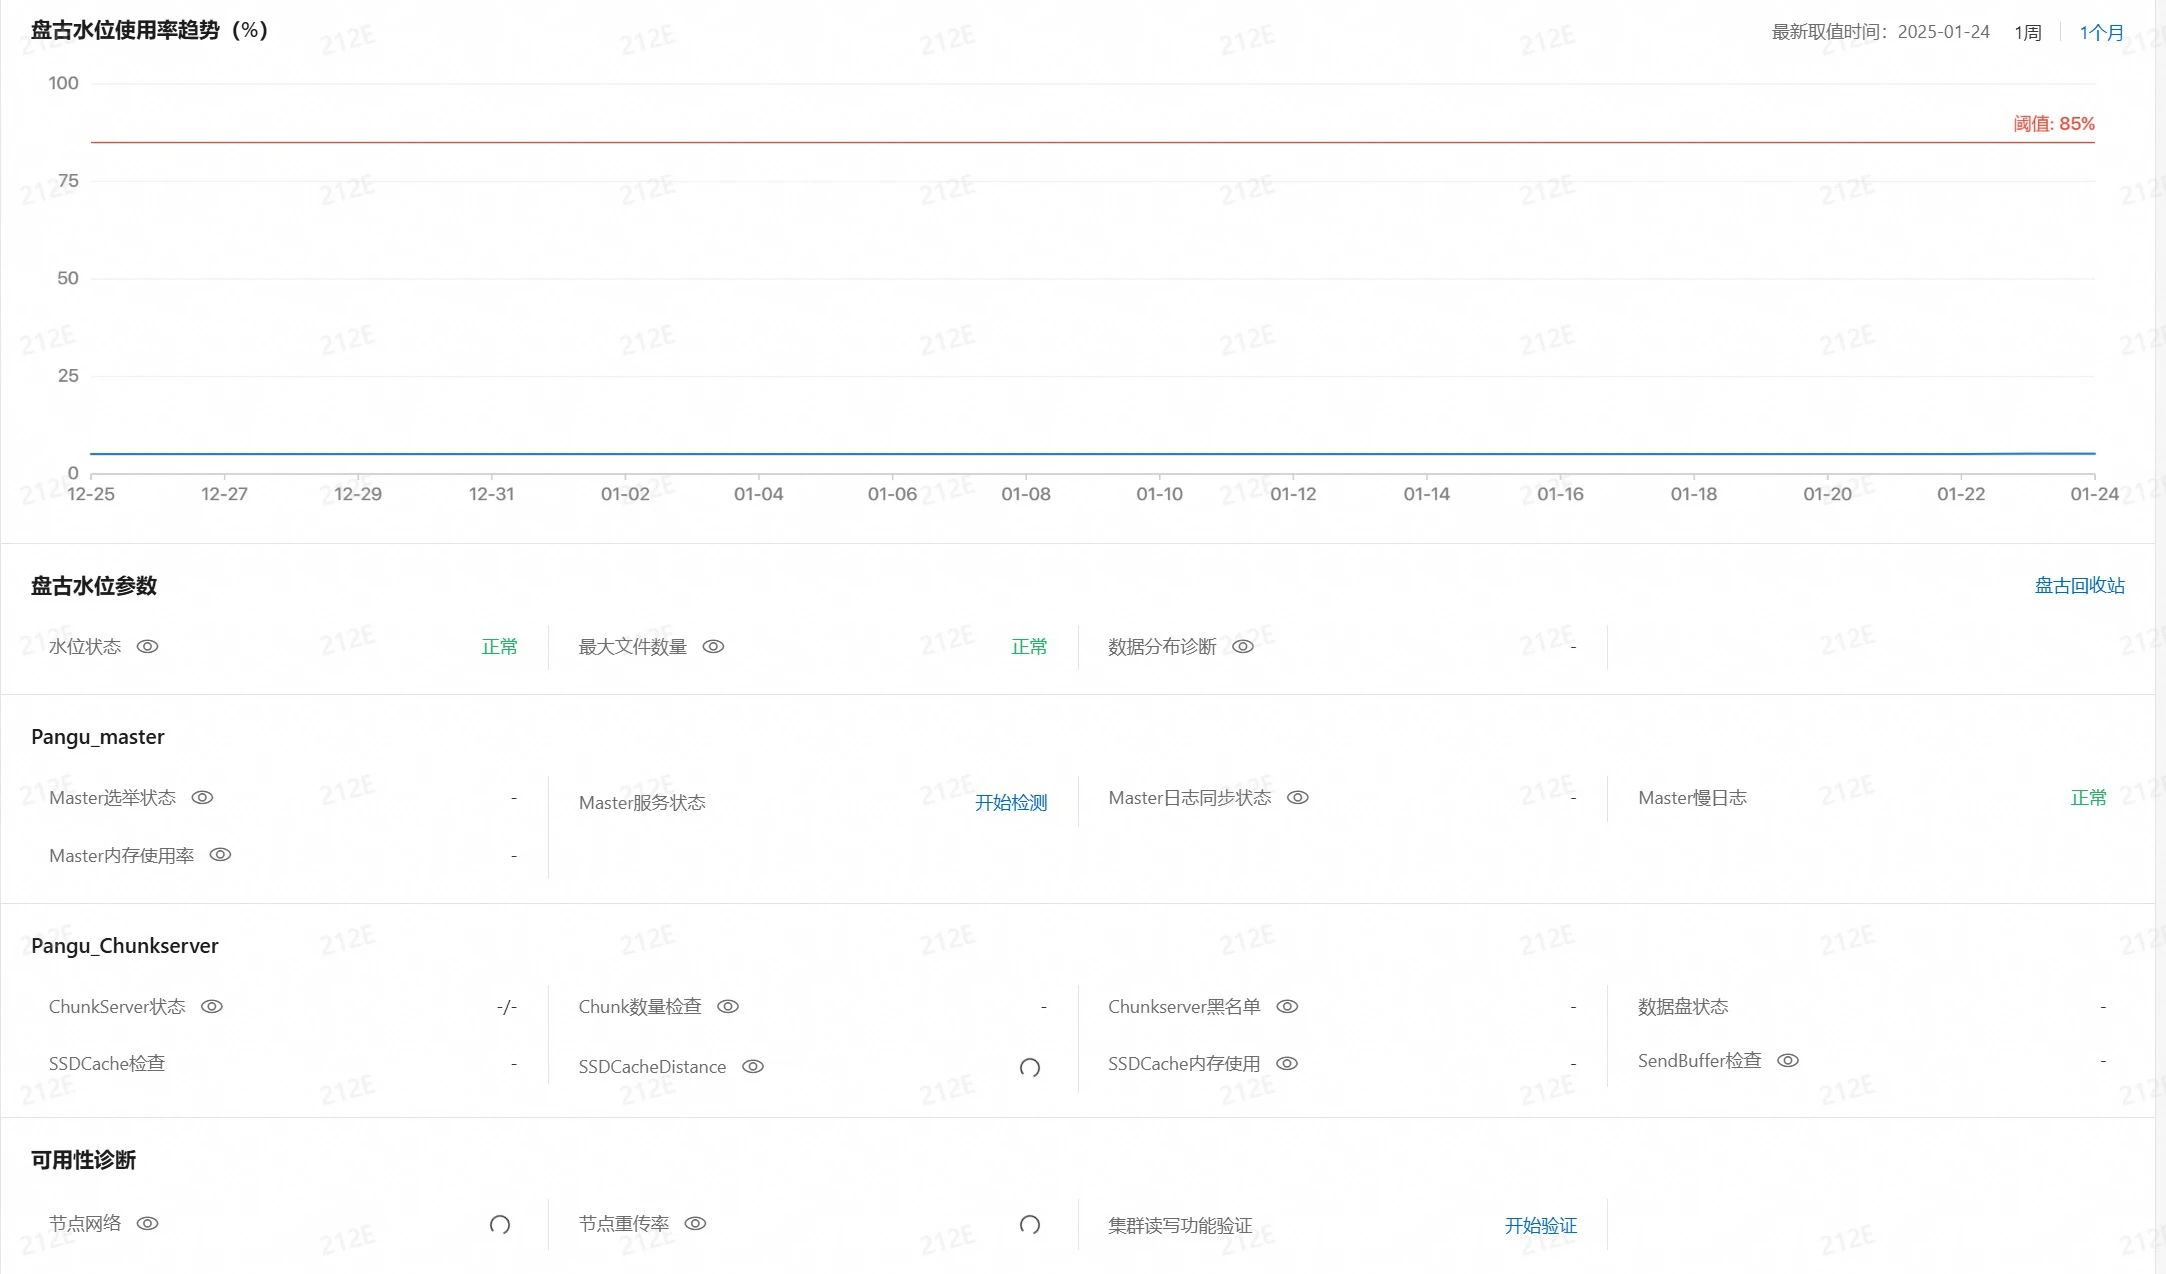 盘古水位使用率趋势（%）
最新取值时间：2025-01-24 1周 1个月
100
阈值: 85%
75
50
25
0
12-25 12-27 12-29 12-31 01-02 01-04 01-06 01-08 01-10 01-12 01-14 01-16 01-18 01-20 01-22 01-24
盘古水位参数 盘古回收站
水位状态 正常 最大文件数量 正常 数据分布诊断 -
Pangu_master
Master选举状态 - Master服务状态 开始检测 Master日志同步状态 - Master慢日志 正常
Master内存使用率 -
Pangu_Chunkserver
ChunkServer状态 -/- Chunk数量检查 - Chunkserver黑名单 - 数据盘状态 -
SSDCache检查 - SSDCacheDistance SSDCache内存使用 - SendBuffer检查 -
可用性诊断
节点网络 节点重传率 集群读写功能验证 开始验证
212E